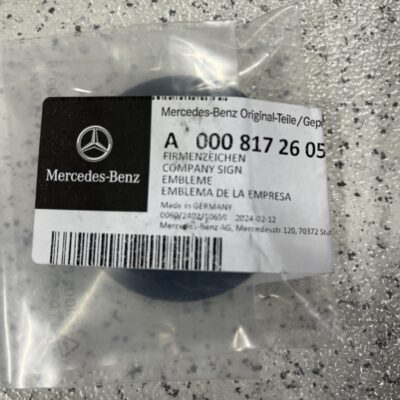 Mercedes-Benz Original-Teile/Gep
A 000 817 26 05
FIRMENZEICHEN
COMPANY SIGN
EMBLEME
EMBLEMA DE LA EMPRESA
Made in GERMANY
2024-02-12
Mercedes-Benz AG, Mercedesstr.120, 70372 Stu
Mercedes-Benz